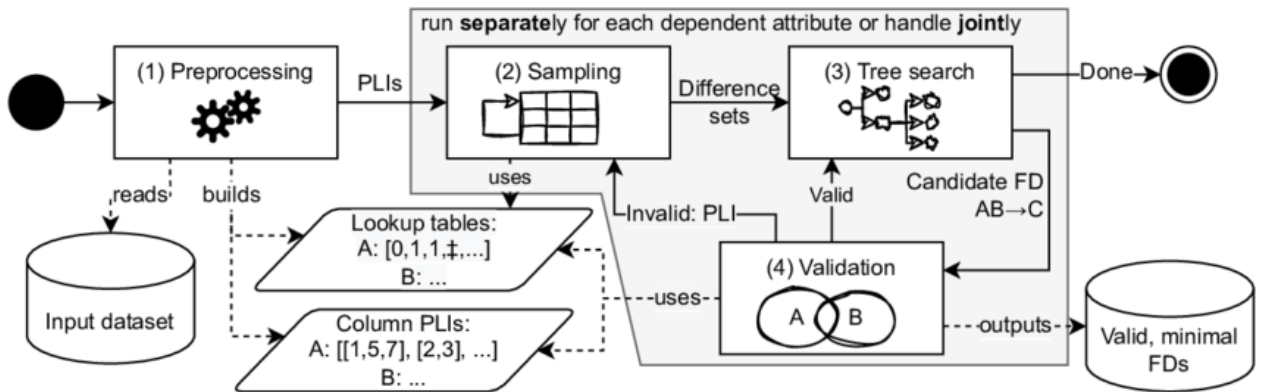 run separately for each dependent attribute or handle jointly
(1) Preprocessing
PLIs
(2) Sampling
Difference
sets
(3) Tree search
Done
reads
builds
uses
Valid
Candidate FD
AB→C
Invalid: PLI
Lookup tables:
A: [0,1,1,‡,...]
B: ...
(4) Validation
A
B
uses
outputs
Input dataset
Column PLIs:
A: [[1,5,7], [2,3], ...]
B: ...
Valid, minimal
FDs